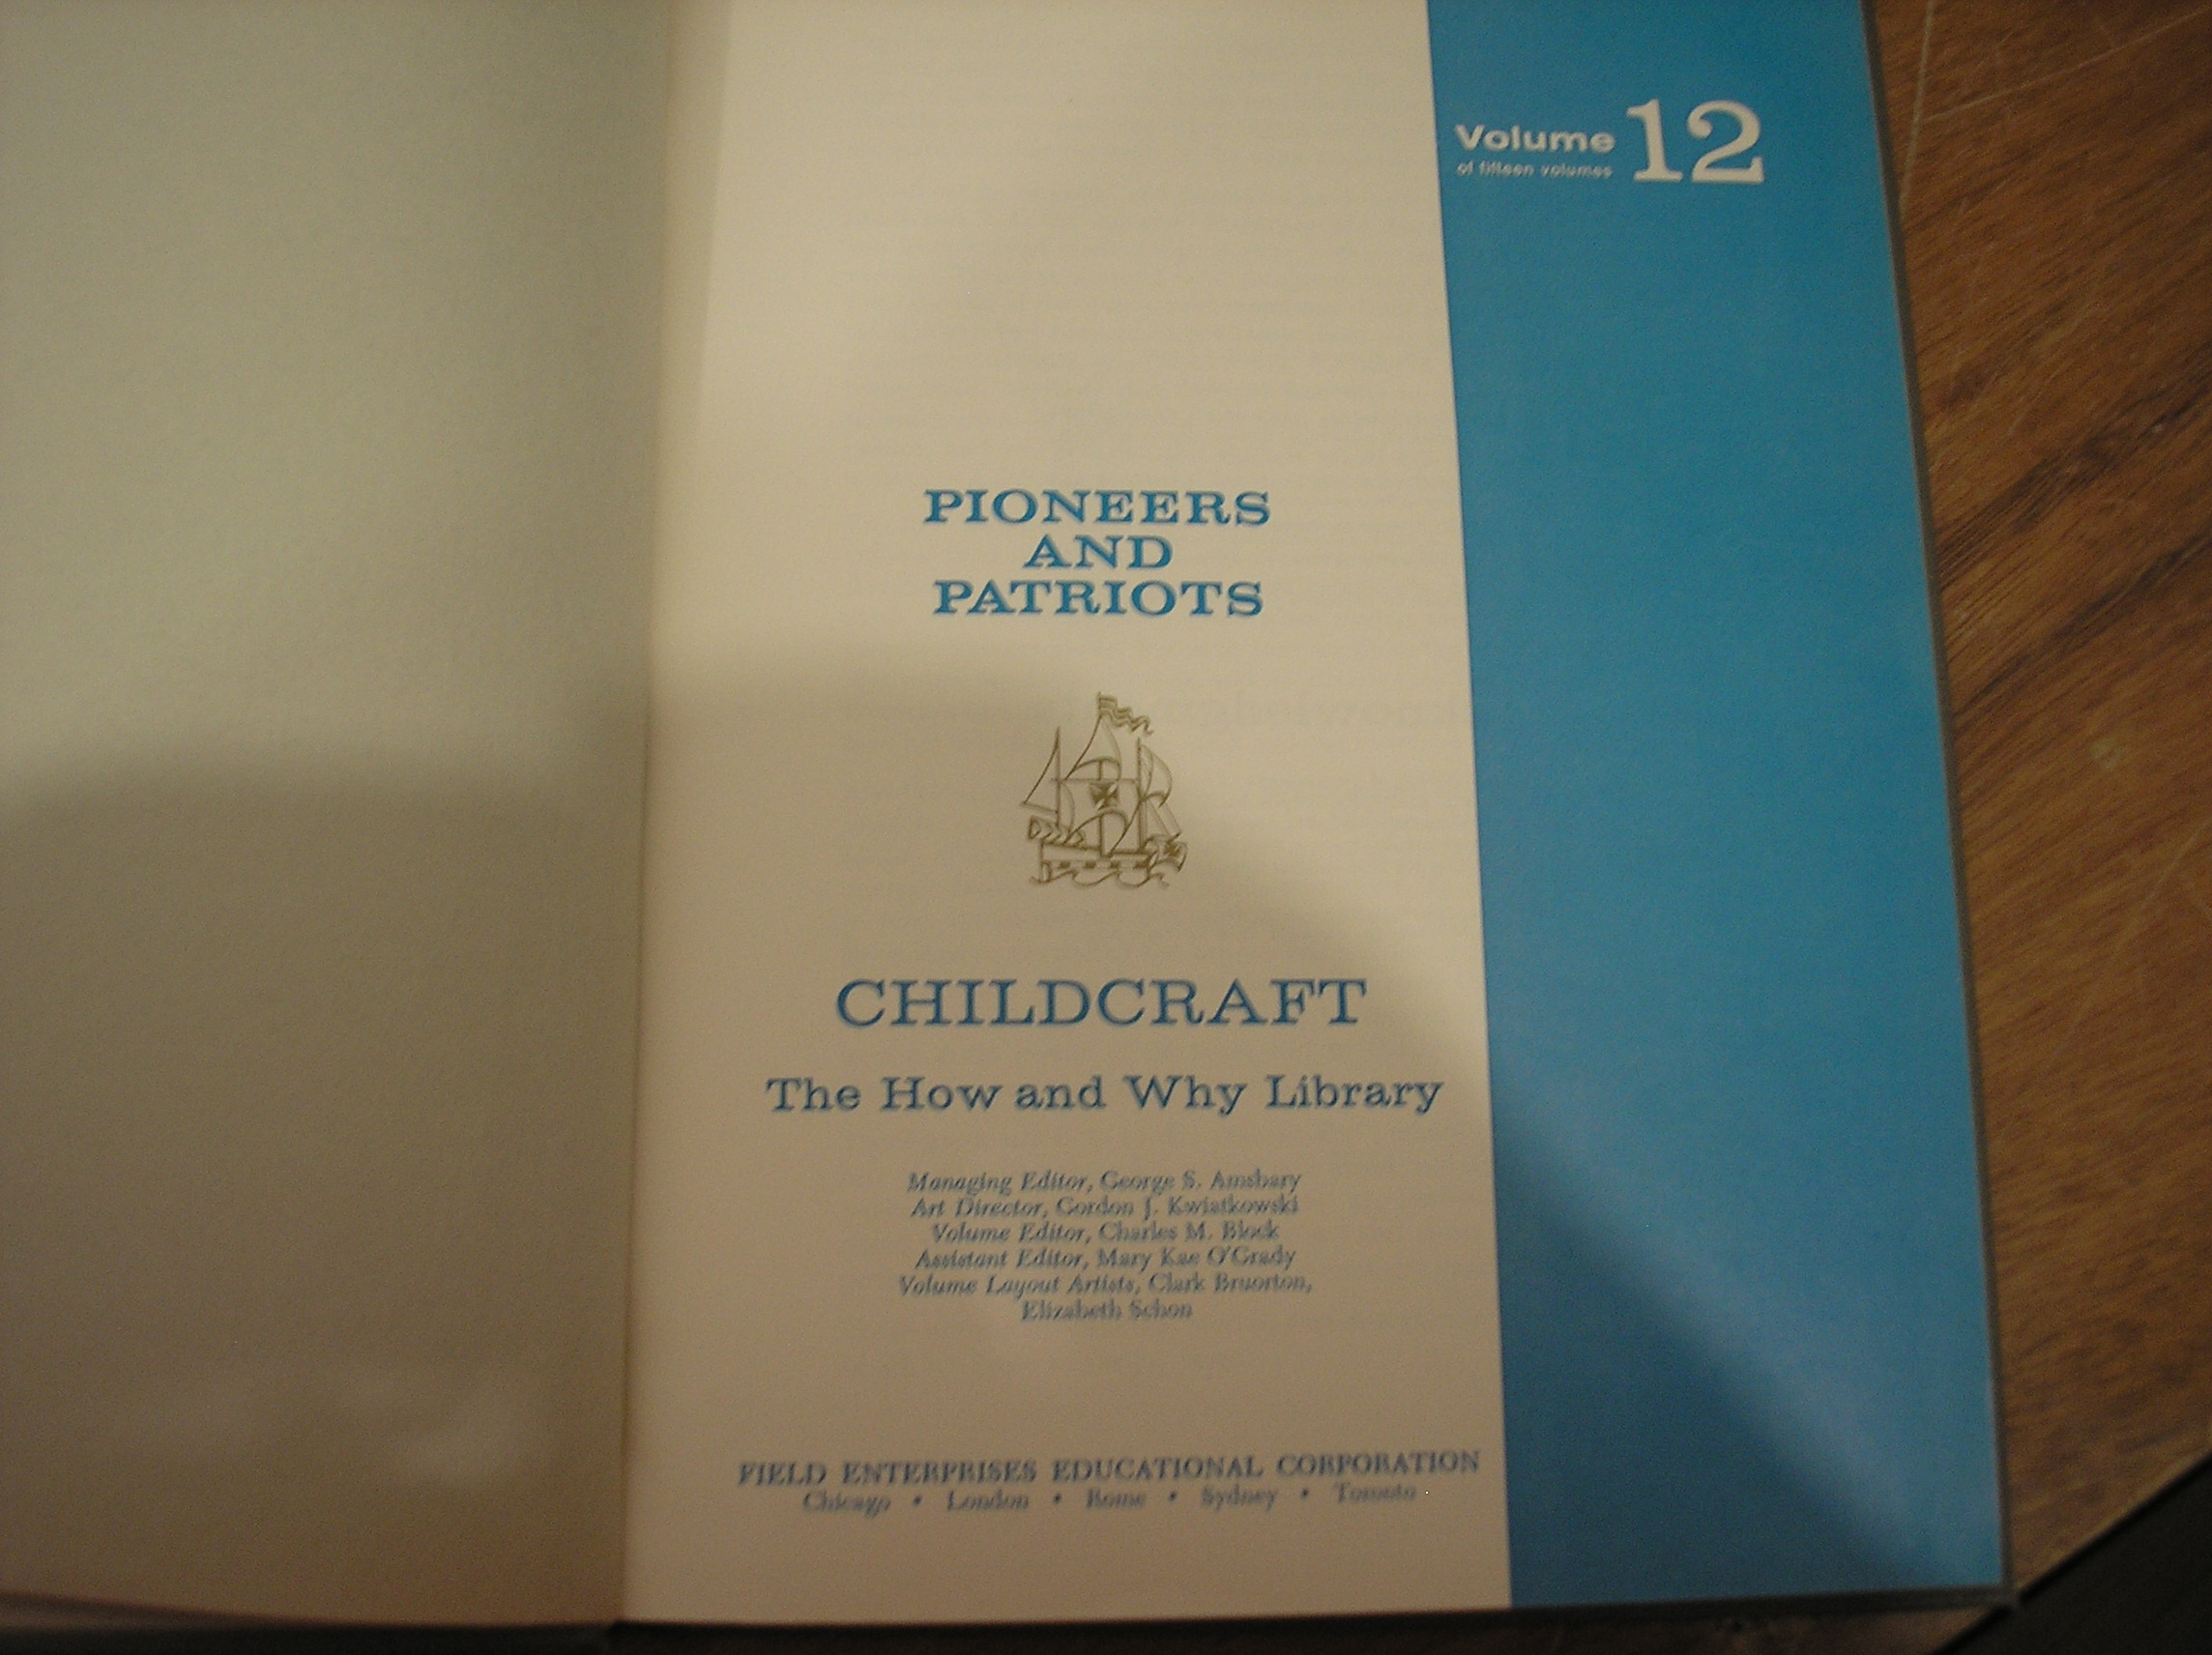 Volume 12
of fifteen volumes
PIONEERS
AND
PATRIOTS
CHILDCRAFT
The How and Why Library
Managing Editor, George S. Amsbary
Art Director, Gordon J. Kwiatkowski
Volume Editor, Charles M. Block
Assistant Editor, Mary Kae O'Grady
Volume Layout Artists, Clark Bruorton,
Elizabeth Schon
FIELD ENTERPRISES EDUCATIONAL CORPORATION
Chicago • London • Rome • Sydney • Toronto